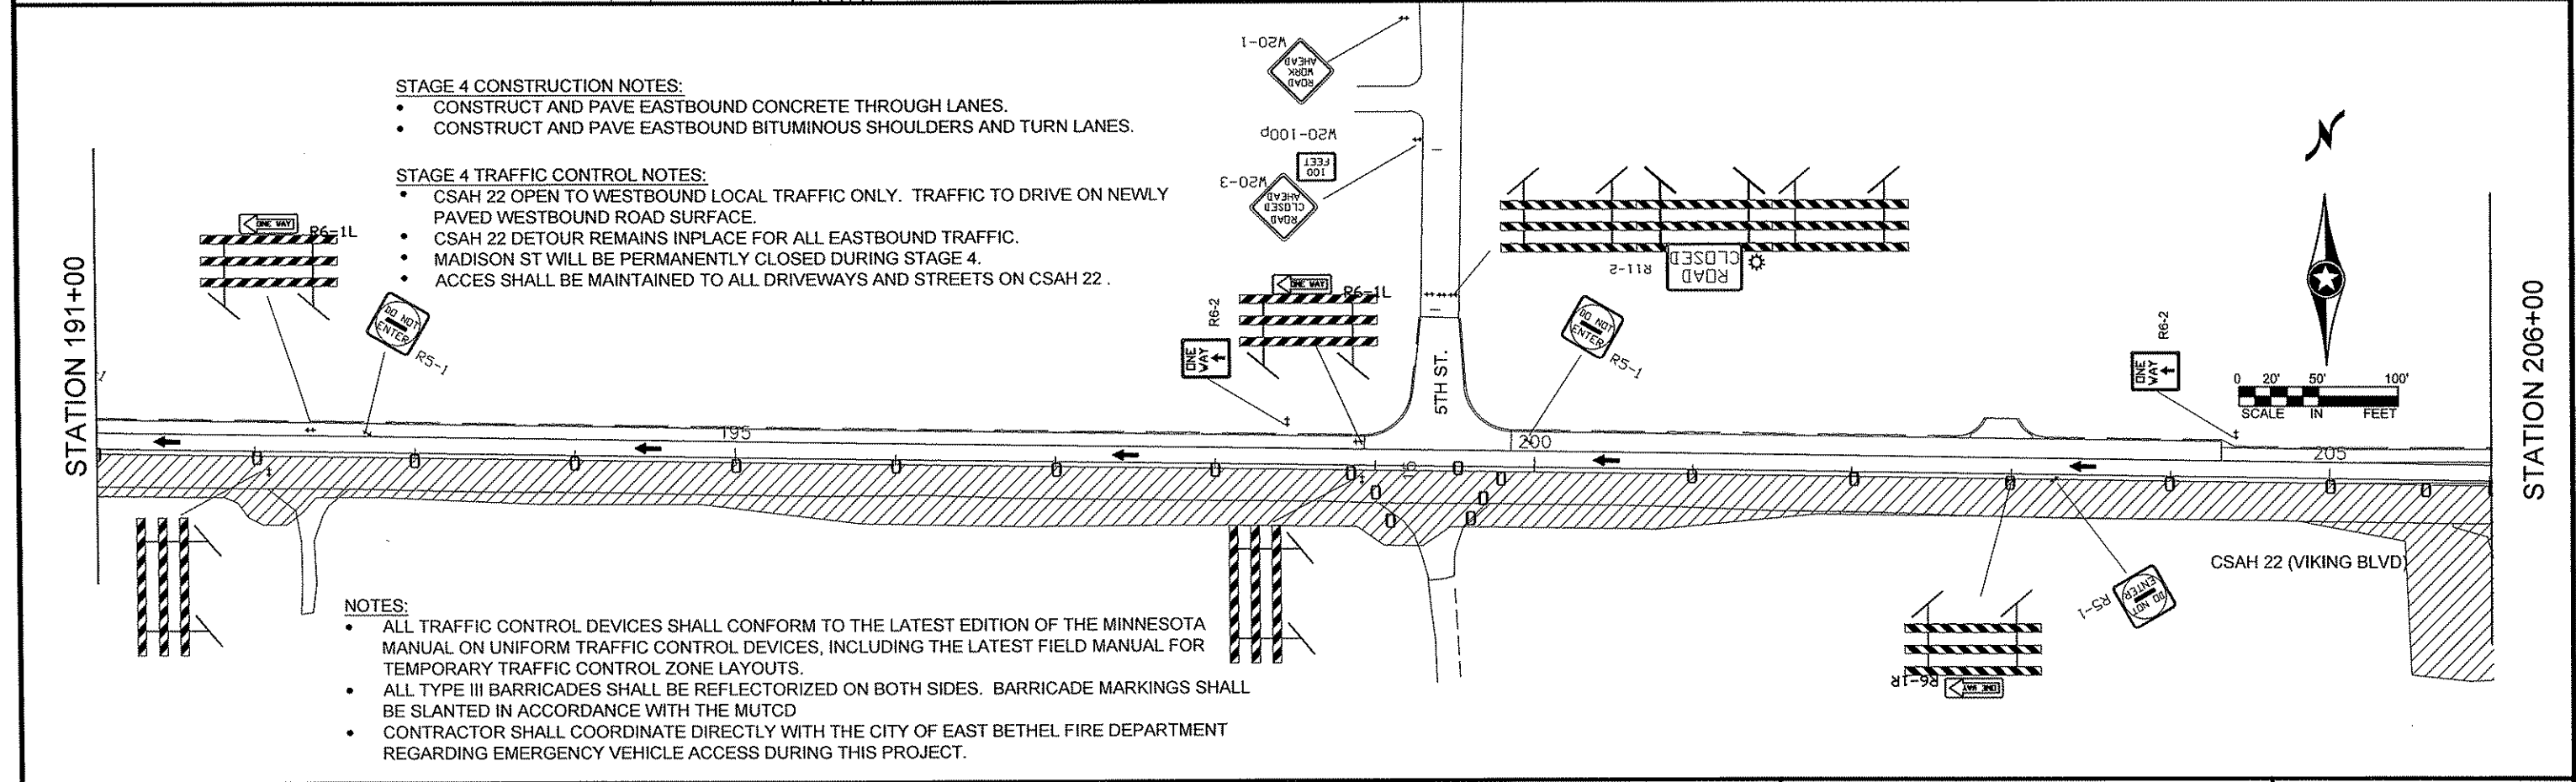 STAGE 4 CONSTRUCTION NOTES:
• CONSTRUCT AND PAVE EASTBOUND CONCRETE THROUGH LANES.
• CONSTRUCT AND PAVE EASTBOUND BITUMINOUS SHOULDERS AND TURN LANES.
STAGE 4 TRAFFIC CONTROL NOTES:
• CSAH 22 OPEN TO WESTBOUND LOCAL TRAFFIC ONLY. TRAFFIC TO DRIVE ON NEWLY
PAVED WESTBOUND ROAD SURFACE.
• CSAH 22 DETOUR REMAINS INPLACE FOR ALL EASTBOUND TRAFFIC.
• MADISON ST WILL BE PERMANENTLY CLOSED DURING STAGE 4.
• ACCES SHALL BE MAINTAINED TO ALL DRIVEWAYS AND STREETS ON CSAH 22 .
W20-1
ROAD
WORK
AHEAD
W20-100p
100
FEET
W20-3
ROAD
CLOSED
AHEAD
R11-2
ROAD
CLOSED
N
STATION 191+00
ONE WAY
R6-1L
DO NOT
ENTER
R5-1
R6-2
ONE
WAY
ONE WAY
R6-1L
5TH ST.
DO NOT
ENTER
R5-1
R6-2
ONE
WAY
0 20' 50' 100'
SCALE IN FEET
STATION 206+00
195
200
205
15
CSAH 22 (VIKING BLVD)
DO NOT
ENTER
R5-1
R6-1R
ONE WAY
NOTES:
• ALL TRAFFIC CONTROL DEVICES SHALL CONFORM TO THE LATEST EDITION OF THE MINNESOTA
MANUAL ON UNIFORM TRAFFIC CONTROL DEVICES, INCLUDING THE LATEST FIELD MANUAL FOR
TEMPORARY TRAFFIC CONTROL ZONE LAYOUTS.
• ALL TYPE III BARRICADES SHALL BE REFLECTORIZED ON BOTH SIDES. BARRICADE MARKINGS SHALL
BE SLANTED IN ACCORDANCE WITH THE MUTCD
• CONTRACTOR SHALL COORDINATE DIRECTLY WITH THE CITY OF EAST BETHEL FIRE DEPARTMENT
REGARDING EMERGENCY VEHICLE ACCESS DURING THIS PROJECT.